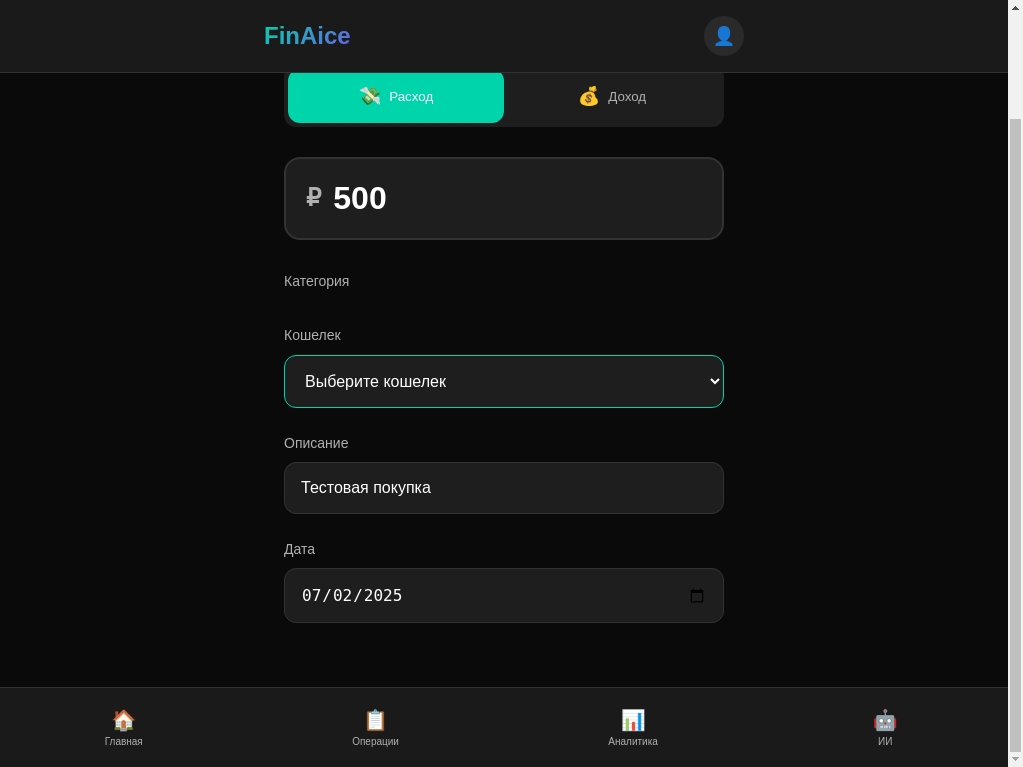 FinAice
Расход
Доход
₽ 500
Категория
Кошелек
Выберите кошелек
Описание
Тестовая покупка
Дата
07/02/2025
Главная
Операции
Аналитика
ИИ